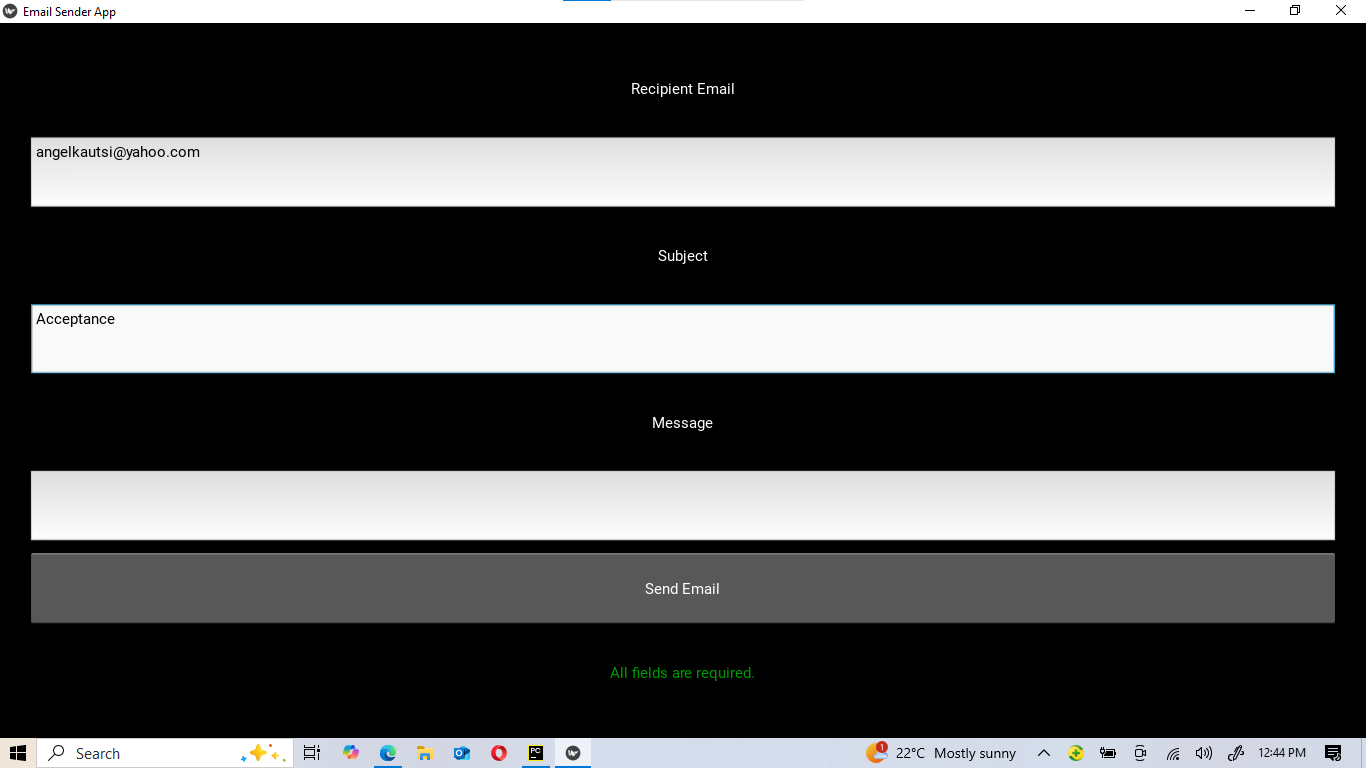 Email Sender App
Recipient Email
angelkautsi@yahoo.com
Subject
Acceptance
Message
Send Email
All fields are required.
Search
PC
1
22°C Mostly sunny
12:44 PM